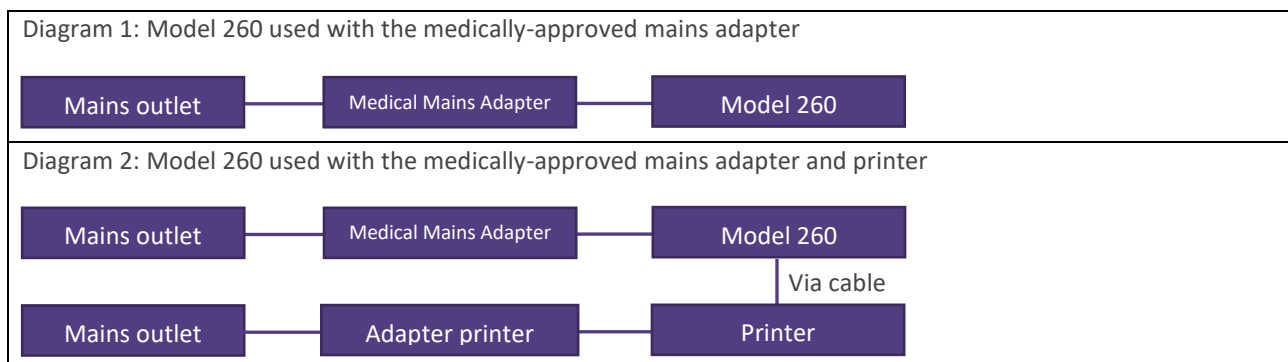 Diagram 1: Model 260 used with the medically-approved mains adapter
Mains outlet Medical Mains Adapter Model 260
Diagram 2: Model 260 used with the medically-approved mains adapter and printer
Mains outlet Medical Mains Adapter Model 260
Via cable
Mains outlet Adapter printer Printer